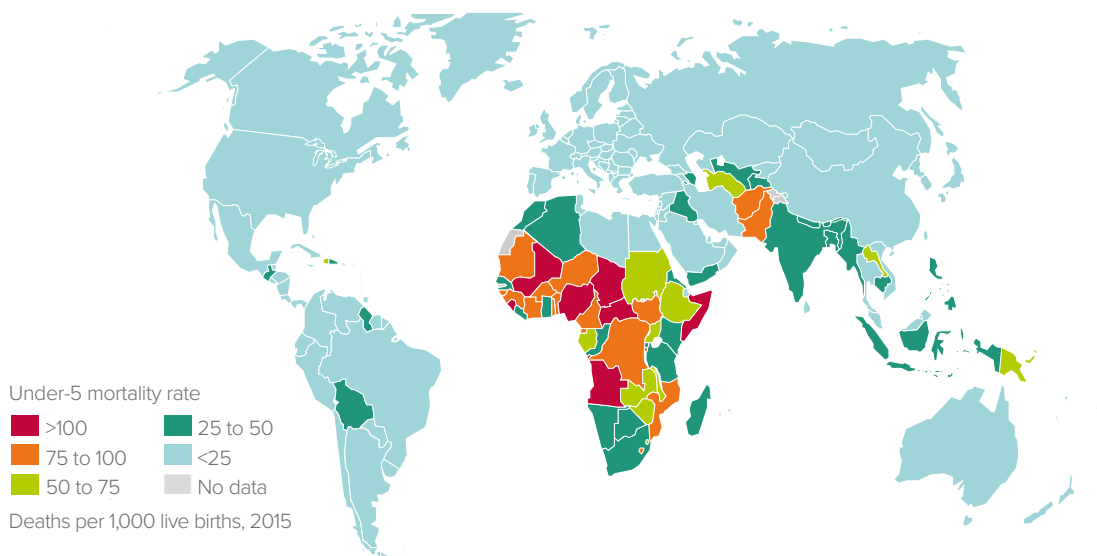 Under-5 mortality rate
>100
75 to 100
50 to 75
25 to 50
<25
No data
Deaths per 1,000 live births, 2015